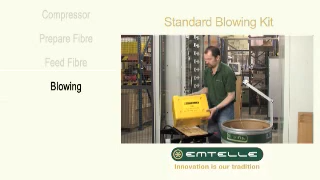 Compressor
Prepare Fibre
Feed Fibre
Blowing
Standard Blowing Kit
EMTELLE
Innovation is our tradition